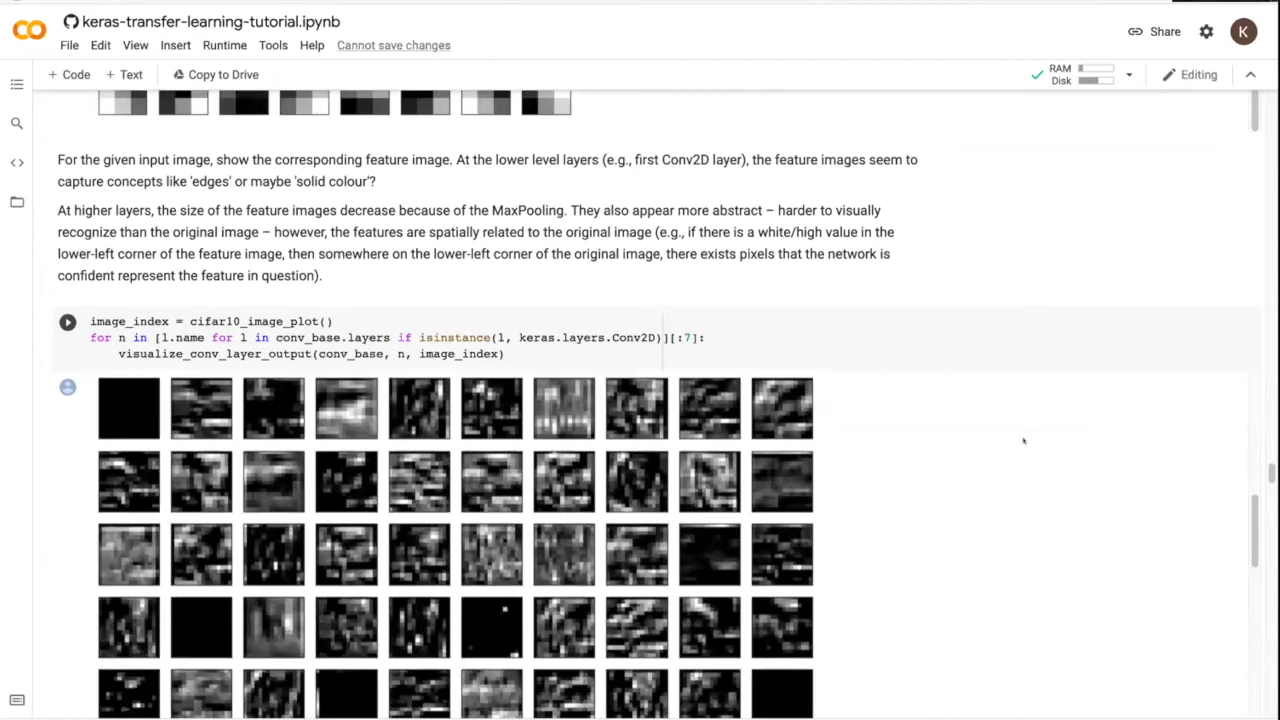 keras-transfer-learning-tutorial.ipynb
File Edit View Insert Runtime Tools Help Cannot save changes
Share
K
+ Code + Text Copy to Drive
RAM
Disk
Editing
For the given input image, show the corresponding feature image. At the lower level layers (e.g., first Conv2D layer), the feature images seem to
capture concepts like 'edges' or maybe 'solid colour'?
At higher layers, the size of the feature images decrease because of the MaxPooling. They also appear more abstract – harder to visually
recognize than the original image – however, the features are spatially related to the original image (e.g., if there is a white/high value in the
lower-left corner of the feature image, then somewhere on the lower-left corner of the original image, there exists pixels that the network is
confident represent the feature in question).
image_index = cifar10_image_plot()
for n in [l.name for l in conv_base.layers if isinstance(l, keras.layers.Conv2D)][:7]:
visualize_conv_layer_output(conv_base, n, image_index)